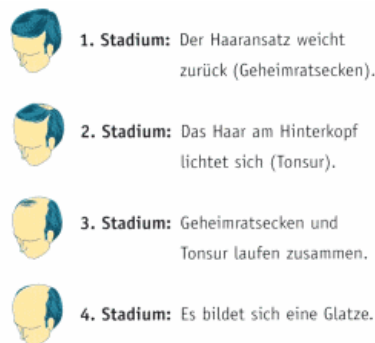 1. Stadium: Der Haaransatz weicht
zurück (Geheimratsecken).
2. Stadium: Das Haar am Hinterkopf
lichtet sich (Tonsur).
3. Stadium: Geheimratsecken und
Tonsur laufen zusammen.
4. Stadium: Es bildet sich eine Glatze.